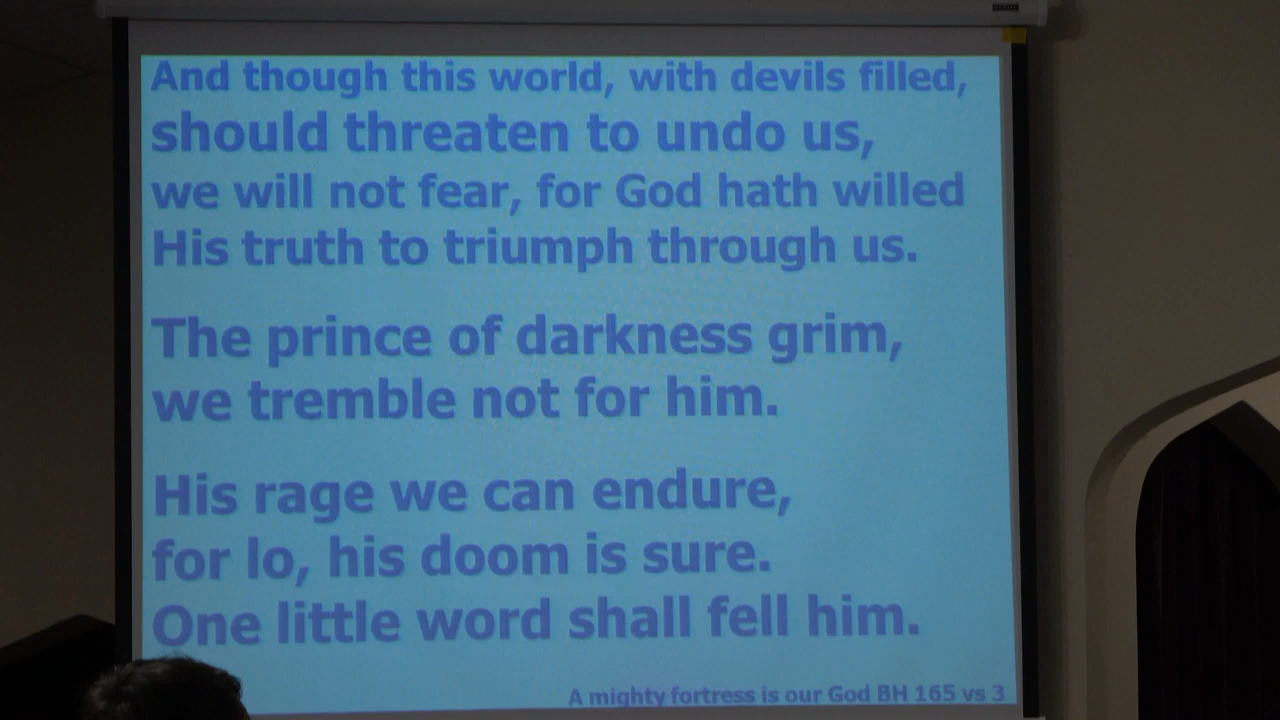 And though this world, with devils filled,
should threaten to undo us,
we will not fear, for God hath willed
His truth to triumph through us.
The prince of darkness grim,
we tremble not for him.
His rage we can endure,
for lo, his doom is sure.
One little word shall fell him.
A mighty fortress is our God BH 165 vs 3